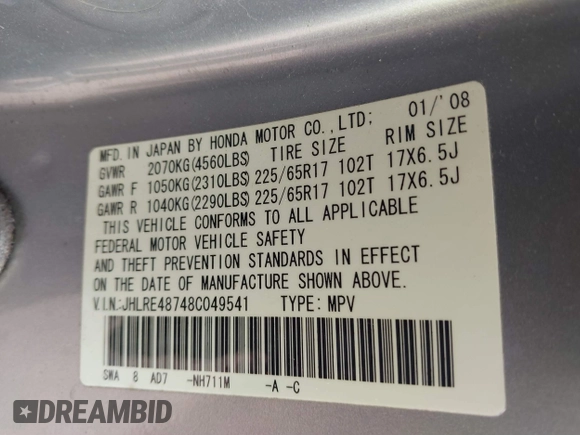 MFD. IN JAPAN BY HONDA MOTOR CO., LTD; 01/'08
GVWR 2070KG(4560LBS) TIRE SIZE RIM SIZE
GAWR F 1050KG(2310LBS) 225/65R17 102T 17X6.5J
GAWR R 1040KG(2290LBS) 225/65R17 102T 17X6.5J
THIS VEHICLE CONFORMS TO ALL APPLICABLE
FEDERAL MOTOR VEHICLE SAFETY
AND THEFT PREVENTION STANDARDS IN EFFECT
ON THE DATE OF MANUFACTURE SHOWN ABOVE.
V.I.N.:JHLRE48748C049541 TYPE: MPV
SWA 8 AD7 -NH711M -A -C
DREAMBID